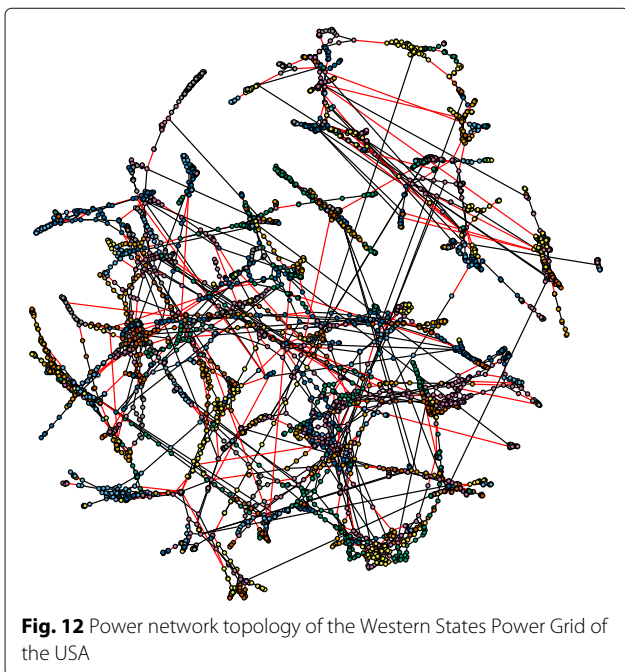 Fig. 12 Power network topology of the Western States Power Grid of
the USA